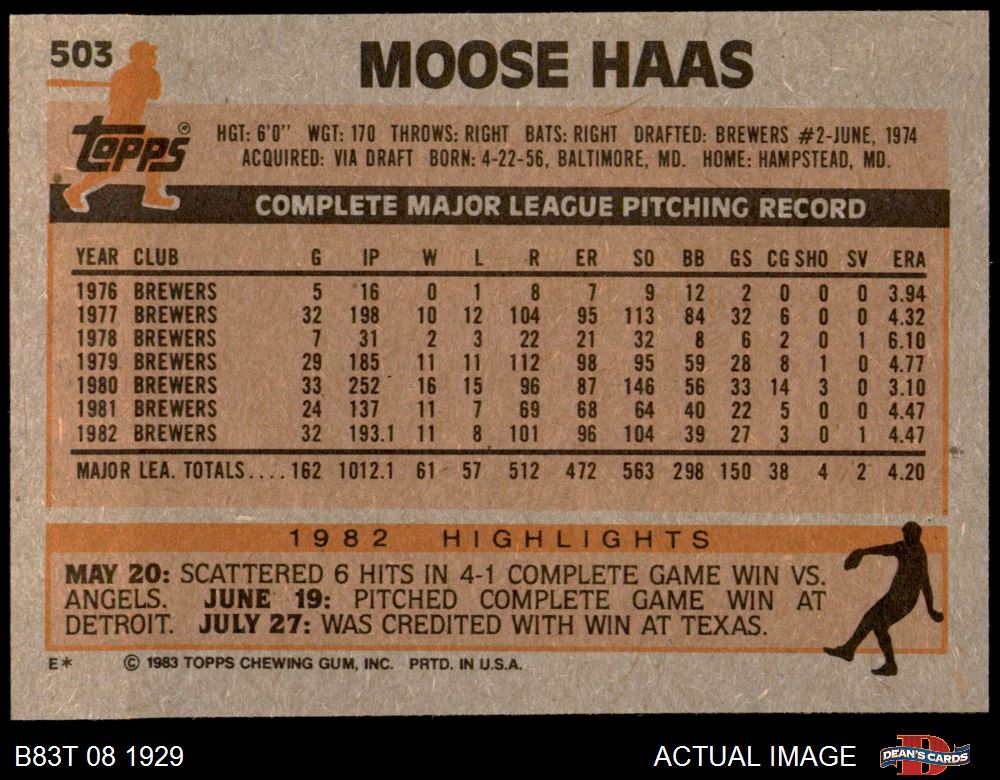 503
MOOSE HAAS
Topps®
HGT: 6'0" WGT: 170 THROWS: RIGHT BATS: RIGHT DRAFTED: BREWERS #2-JUNE, 1974
ACQUIRED: VIA DRAFT BORN: 4-22-56, BALTIMORE, MD. HOME: HAMPSTEAD, MD.
COMPLETE MAJOR LEAGUE PITCHING RECORD
YEAR CLUB G IP W L R ER SO BB GS CG SHO SV ERA
1976 BREWERS 5 16 0 1 8 7 9 12 2 0 0 0 3.94
1977 BREWERS 32 198 10 12 104 95 113 84 32 6 0 0 4.32
1978 BREWERS 7 31 2 3 22 21 32 8 6 2 0 1 6.10
1979 BREWERS 29 185 11 11 112 98 95 59 28 8 1 0 4.77
1980 BREWERS 33 252 16 15 96 87 146 56 33 14 3 0 3.10
1981 BREWERS 24 137 11 7 69 68 64 40 22 5 0 0 4.47
1982 BREWERS 32 193.1 11 8 101 96 104 39 27 3 0 1 4.47
MAJOR LEA. TOTALS.... 162 1012.1 61 57 512 472 563 298 150 38 4 2 4.20
1982 HIGHLIGHTS
MAY 20: SCATTERED 6 HITS IN 4-1 COMPLETE GAME WIN VS.
ANGELS. JUNE 19: PITCHED COMPLETE GAME WIN AT
DETROIT. JULY 27: WAS CREDITED WITH WIN AT TEXAS.
E* © 1983 TOPPS CHEWING GUM, INC. PRTD. IN U.S.A.
B83T 08 1929 ACTUAL IMAGE DEAN'S CARDS